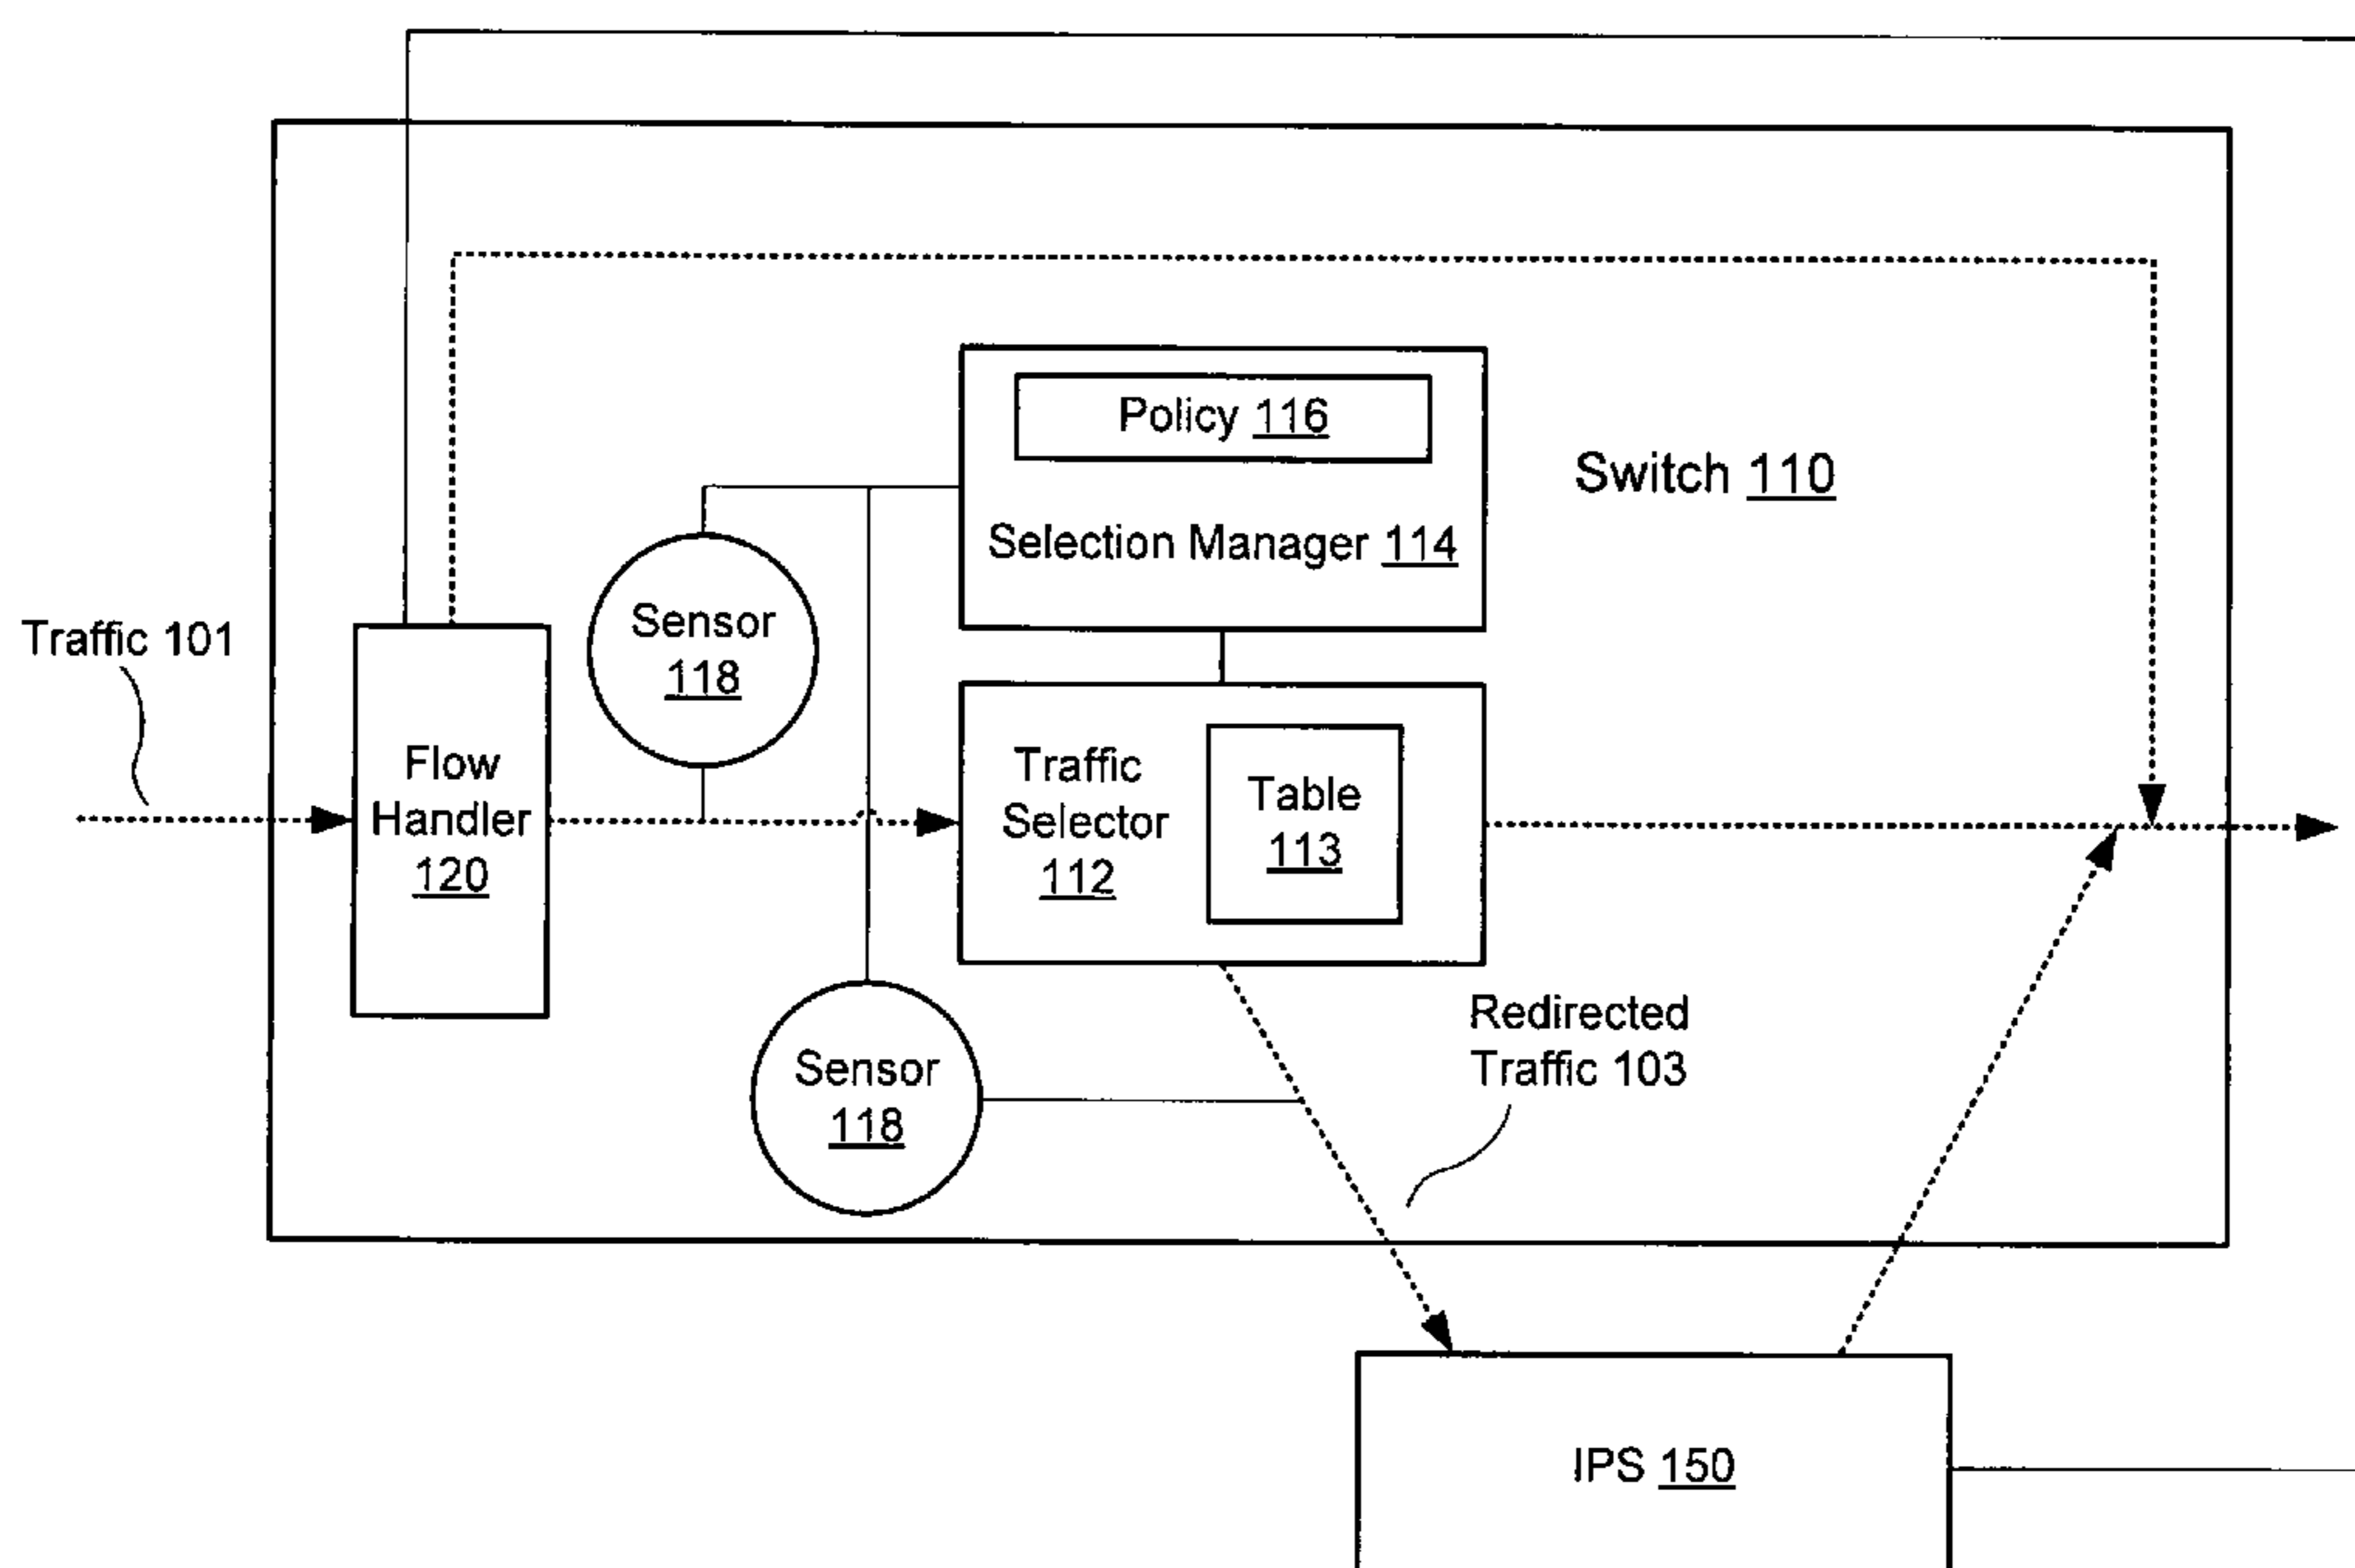 Policy 116
Switch 110
Selection Manager 114
Traffic 101
Sensor
118
Flow
Handler
120
Traffic
Selector
112
Table
113
Redirected
Traffic 103
Sensor
118
IPS 150